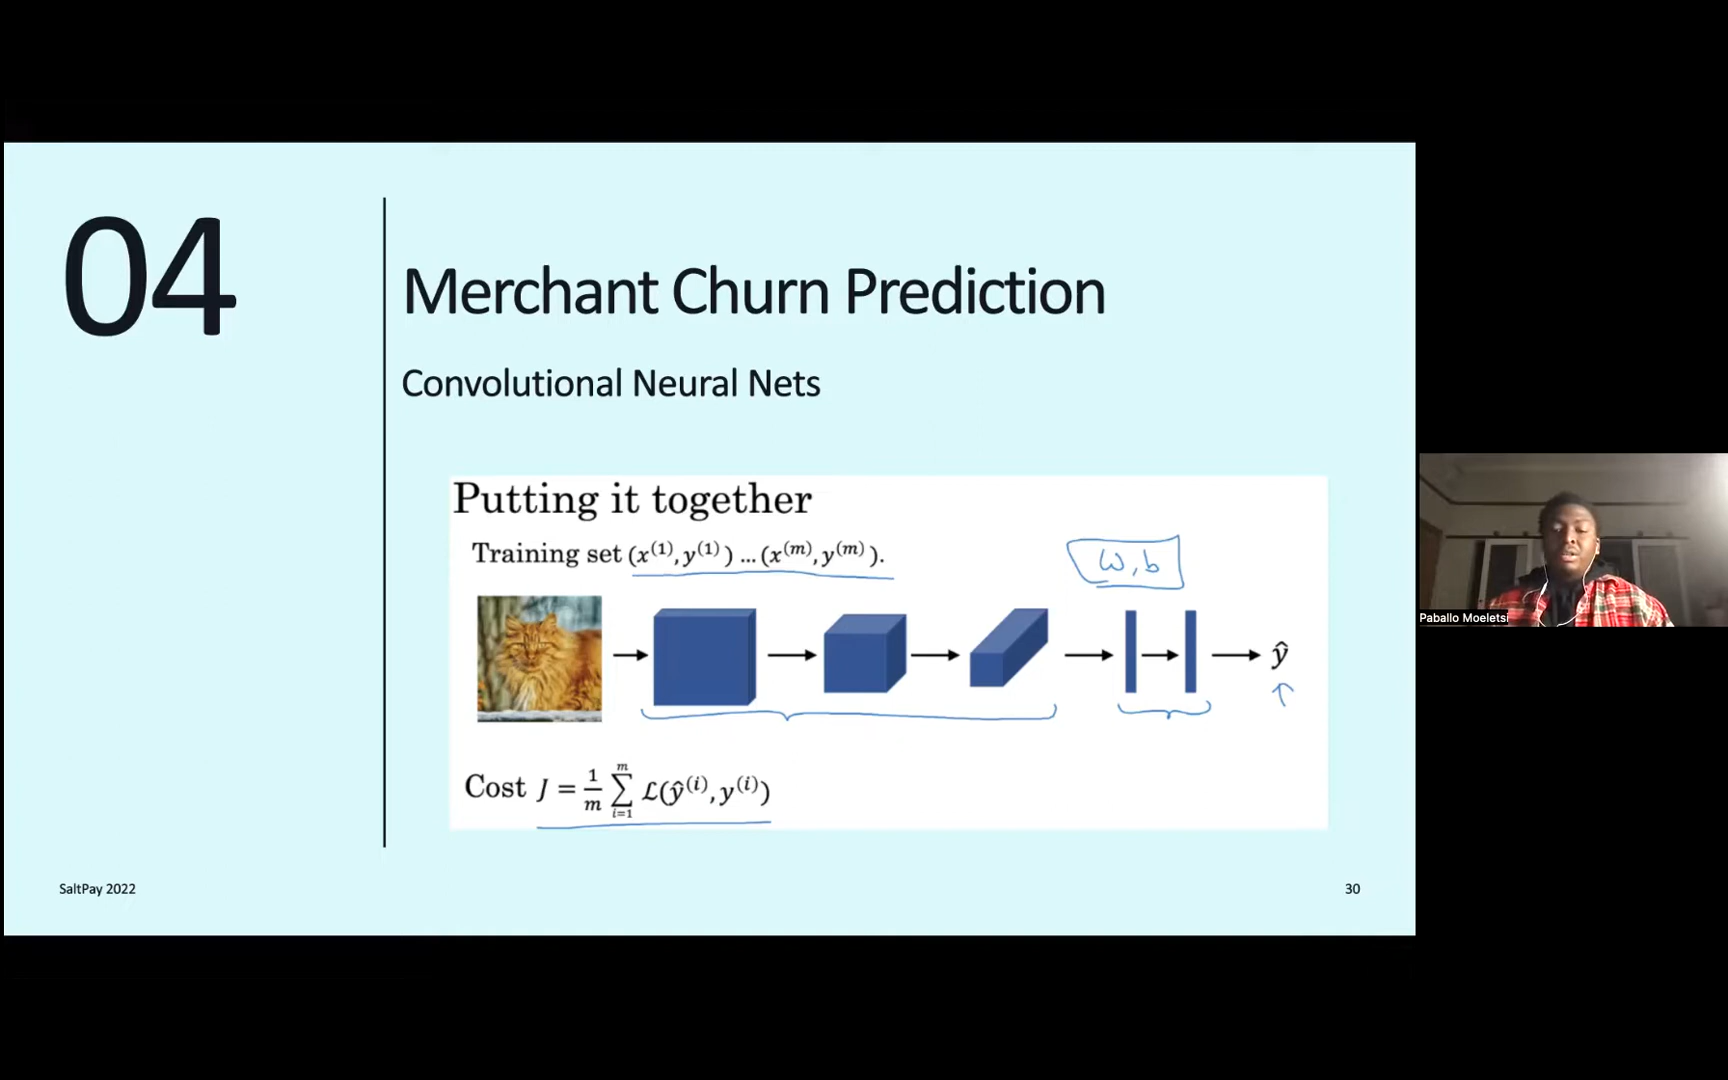 04
Merchant Churn Prediction
Convolutional Neural Nets
Putting it together
Training set (x⁽¹⁾, y⁽¹⁾) ... (x⁽ᵐ⁾, y⁽ᵐ⁾).
ω, b
ŷ
Cost J = 1/m ∑ᵢ₌₁ᵐ ℒ(ŷ⁽ⁱ⁾, y⁽ⁱ⁾)
SaltPay 2022
30
Paballo Moeletsi